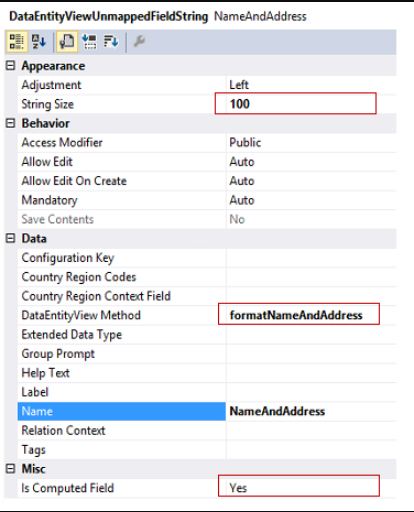 DataEntityViewUnmappedFieldString NameAndAddress
Appearance
Adjustment Left
String Size 100
Behavior
Access Modifier Public
Allow Edit Auto
Allow Edit On Create Auto
Mandatory Auto
Save Contents No
Data
Configuration Key
Country Region Codes
Country Region Context Field
DataEntityView Method formatNameAndAddress
Extended Data Type
Group Prompt
Help Text
Label
Name NameAndAddress
Relation Context
Tags
Misc
Is Computed Field Yes